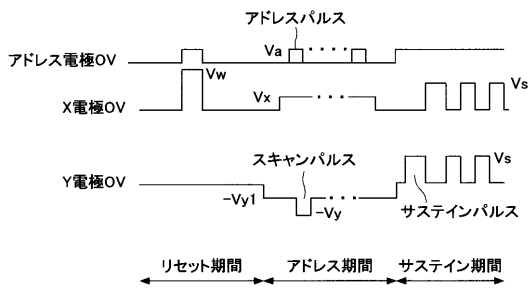 アドレスパルス
Va
アドレス電極0V
Vw
Vx
Vs
X電極0V
スキャンパルス
Vs
Y電極0V
-Vy1
-Vy
サステインパルス
リセット期間
アドレス期間
サステイン期間